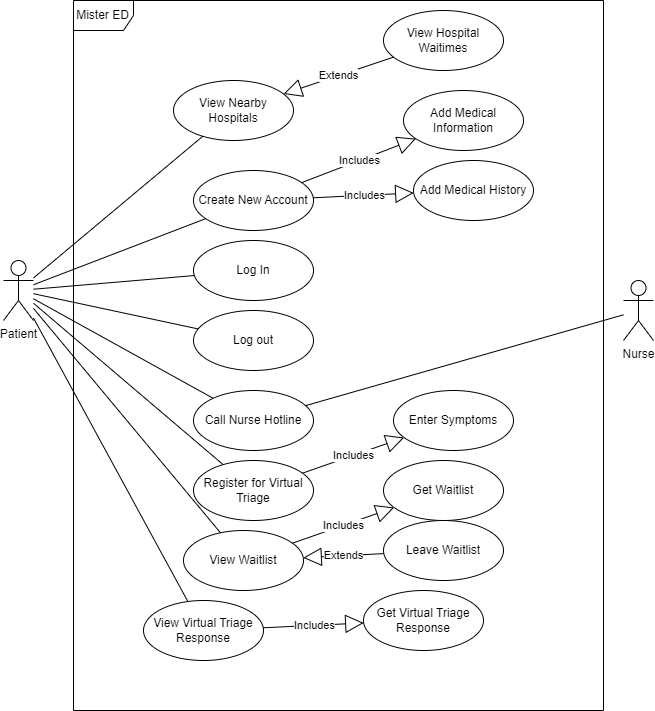 Mister ED
View Hospital
Waitimes
Extends
View Nearby
Hospitals
Add Medical
Information
Includes
Create New Account
Includes
Add Medical History
Log In
Patient
Log out
Nurse
Call Nurse Hotline
Enter Symptoms
Includes
Register for Virtual
Triage
Get Waitlist
Includes
View Waitlist
Extends
Leave Waitlist
View Virtual Triage
Response
Includes
Get Virtual Triage
Response